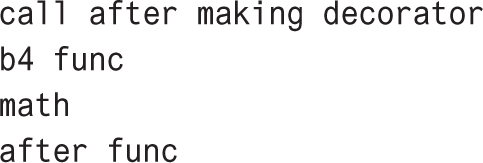 call after making decorator
b4 func
math
after func